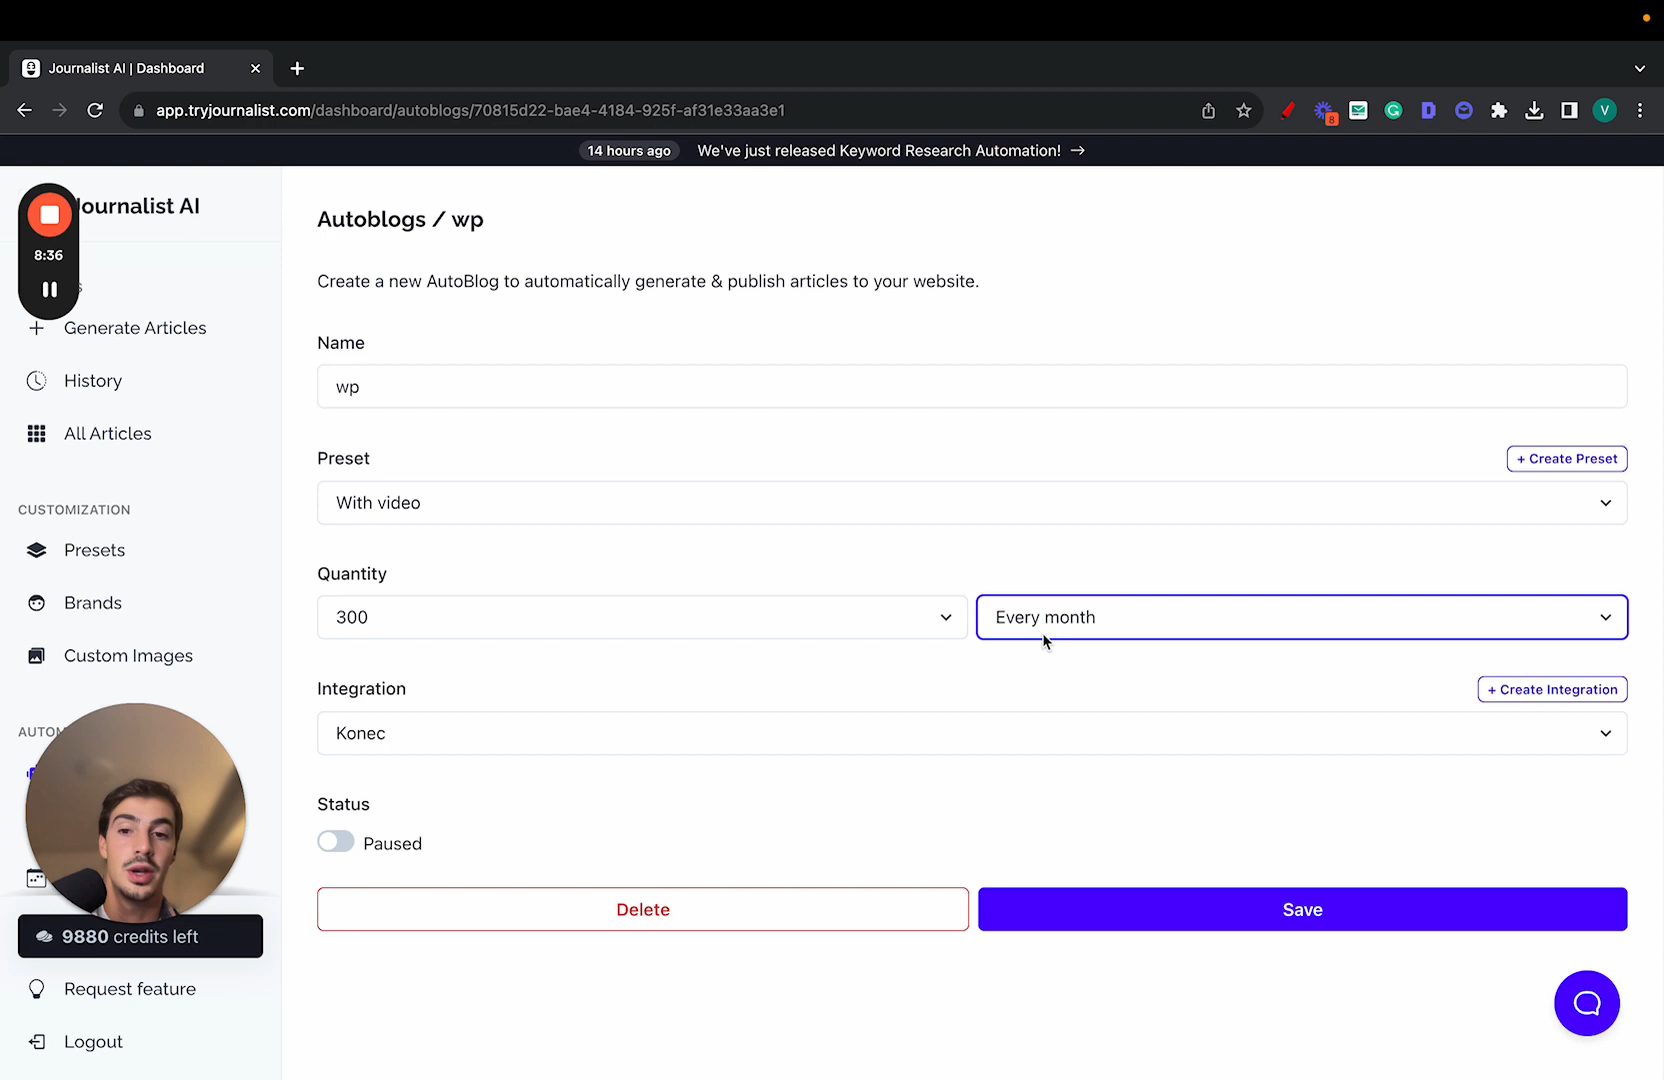 Journalist AI | Dashboard
app.tryjournalist.com/dashboard/autoblogs/70815d22-bae4-4184-925f-af31e33aa3e1
8
V
14 hours ago We've just released Keyword Research Automation! →
Journalist AI
8:36
Generate Articles
History
All Articles
CUSTOMIZATION
Presets
Brands
Custom Images
9880 credits left
Request feature
Logout
Autoblogs / wp
Create a new AutoBlog to automatically generate & publish articles to your website.
Name
wp
Preset
+ Create Preset
With video
Quantity
300
Every month
Integration
+ Create Integration
Konec
Status
Paused
Delete
Save